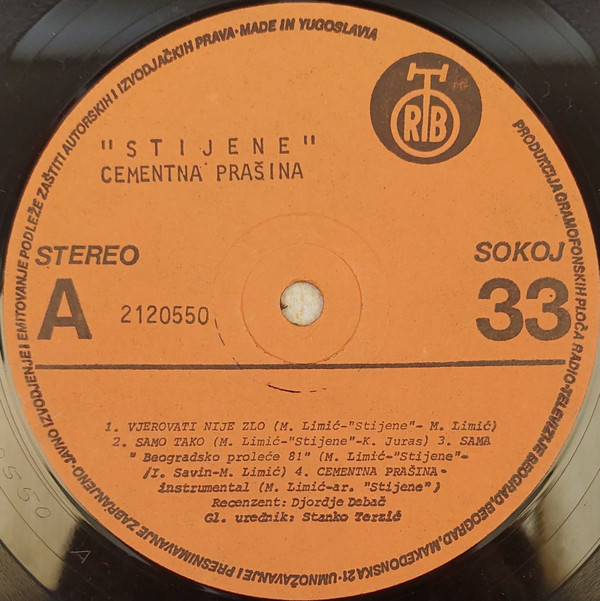 JAVNO IZVODJENJE I EMITOVANJE PODLEŽE ZAŠTITI AUTORSKIH I IZVODJAČKIH PRAVA · MADE IN YUGOSLAVIA
PRODUKCIJA GRAMOFONSKIH PLOČA RADIO-TELEVIZIJE BEOGRAD, BEOGRAD, MAKEDONSKA 21 · UMNOŽAVANJE I PRESNIMAVANJE ZABRANJENO ·
RTB
"STIJENE"
CEMENTNA PRAŠINA
STEREO
SOKOJ
A
2120550
33
1. VJEROVATI NIJE ZLO (M. Limić-"Stijene"- M. Limić)
2. SAMO TAKO (M. Limić-"Stijene"-K. Juras) 3. SAMA
" Beogradsko proleće 81" (M. Limić-"Stijene"-
/I. Savin-M. Limić) 4. CEMENTNA PRAŠINA-
instrumental (M. Limić-ar. "Stijene")
Recenzent: Djordje Debač
Gl. urednik: Stanko Terzić
A